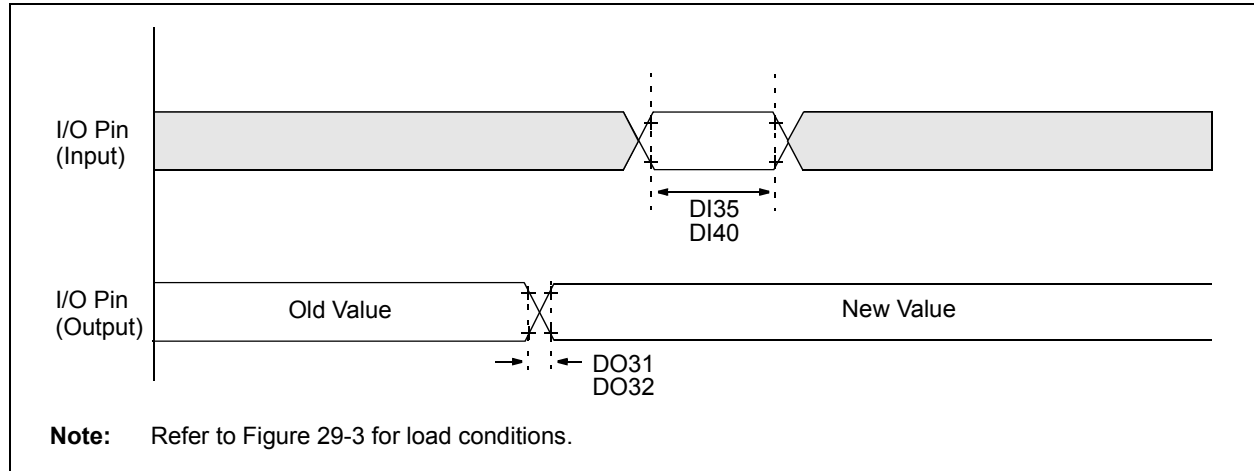 I/O Pin
(Input)
DI35
DI40
I/O Pin
(Output)
Old Value
New Value
DO31
DO32
Note: Refer to Figure 29-3 for load conditions.